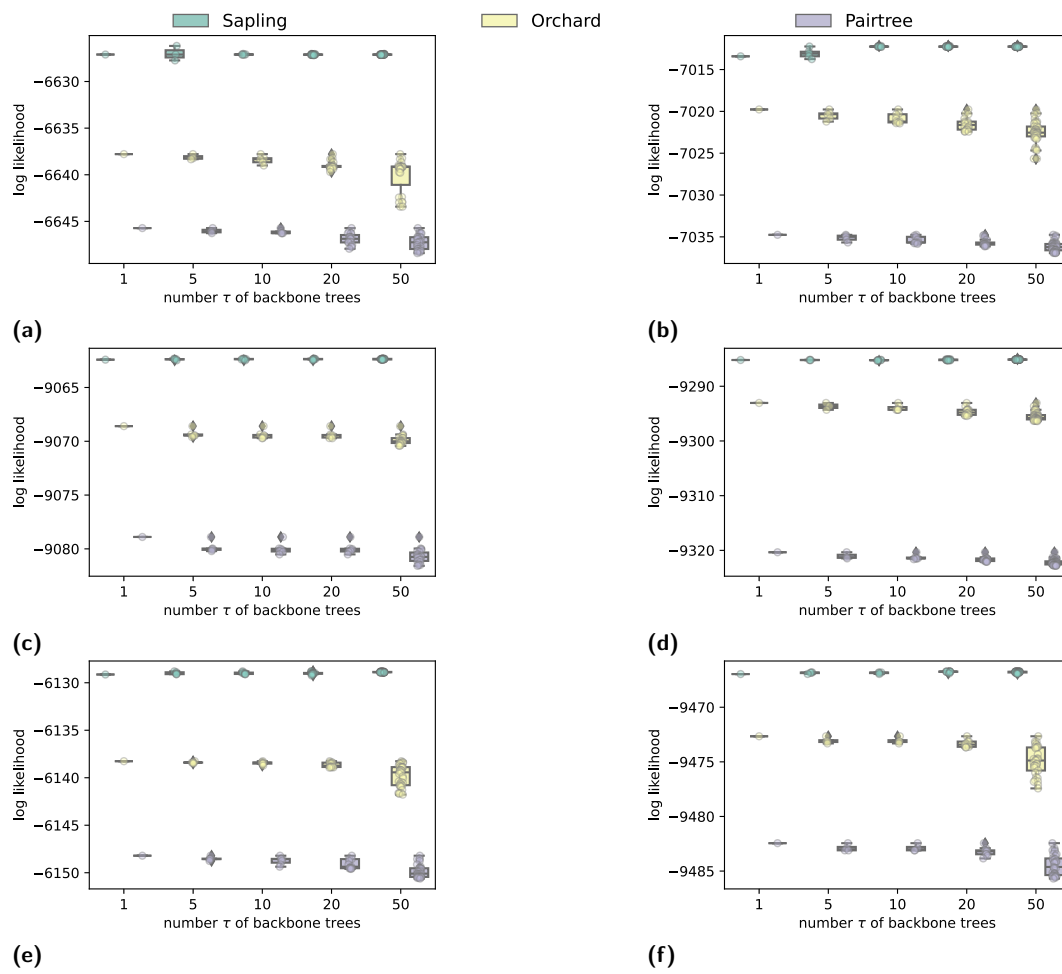 Sapling Orchard Pairtree
−6630
−6635
−6640
−6645
log likelihood
1 5 10 20 50
number τ of backbone trees
(a)
−7015
−7020
−7025
−7030
−7035
log likelihood
1 5 10 20 50
number τ of backbone trees
(b)
−9065
−9070
−9075
−9080
log likelihood
1 5 10 20 50
number τ of backbone trees
(c)
−9290
−9300
−9310
−9320
log likelihood
1 5 10 20 50
number τ of backbone trees
(d)
−6130
−6135
−6140
−6145
−6150
log likelihood
1 5 10 20 50
number τ of backbone trees
(e)
−9470
−9475
−9480
−9485
log likelihood
1 5 10 20 50
number τ of backbone trees
(f)